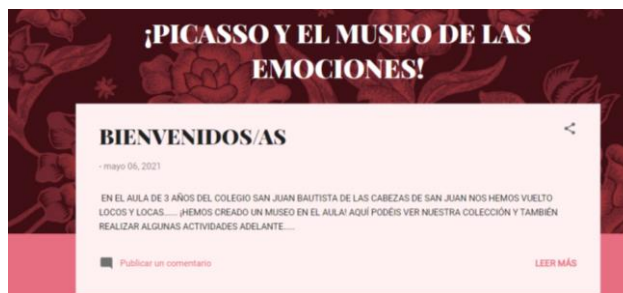 ¡PICASSO Y EL MUSEO DE LAS
EMOCIONES!
BIENVENIDOS/AS
- mayo 06, 2021
EN EL AULA DE 3 AÑOS DEL COLEGIO SAN JUAN BAUTISTA DE LAS CABEZAS DE SAN JUAN NOS HEMOS VUELTO
LOCOS Y LOCAS...... ¡HEMOS CREADO UN MUSEO EN EL AULA! AQUÍ PODÉIS VER NUESTRA COLECCIÓN Y TAMBIÉN
REALIZAR ALGUNAS ACTIVIDADES ADELANTE.....
Publicar un comentario
LEER MÁS